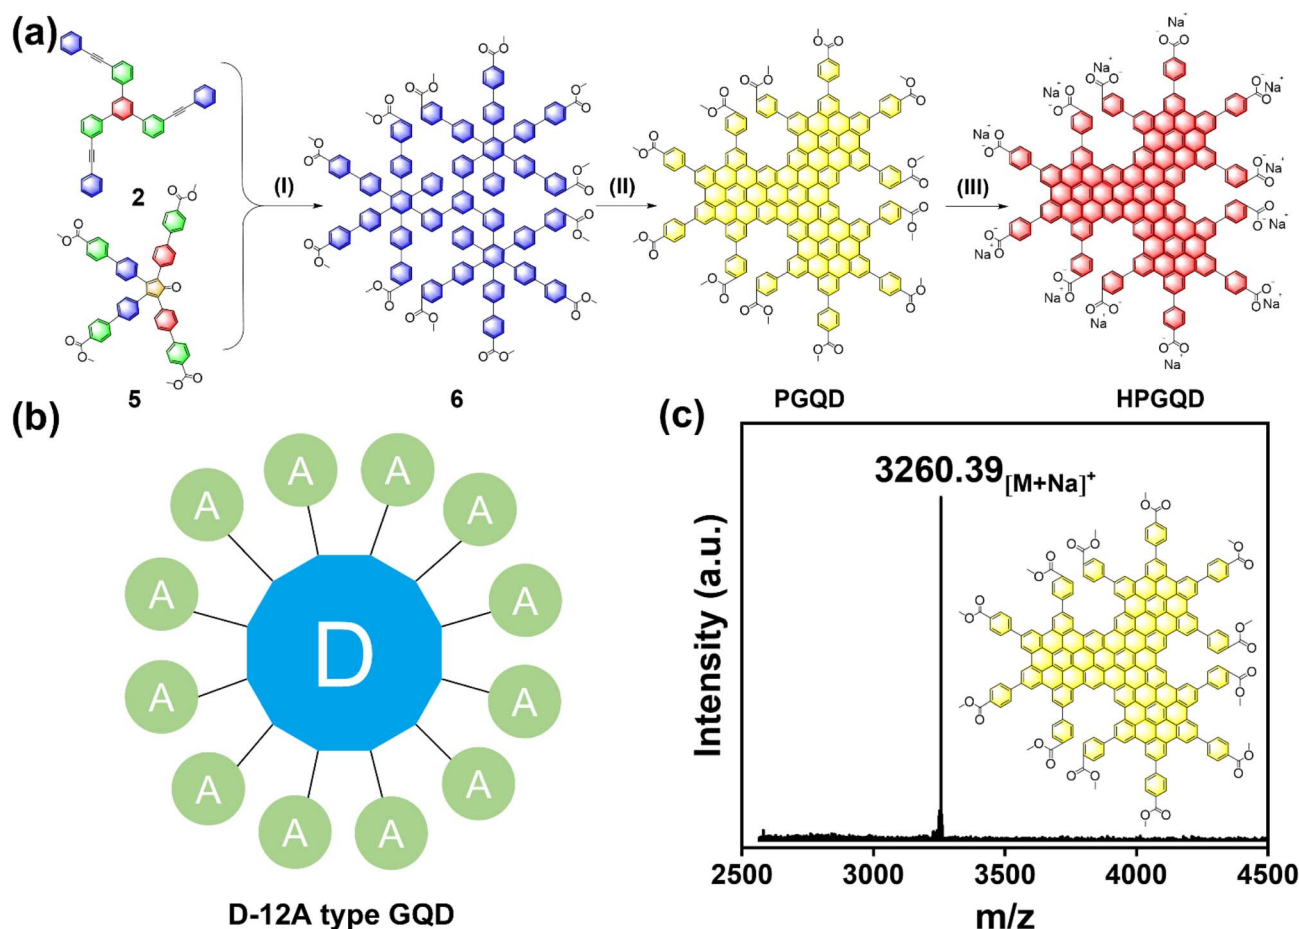 (a)
2
5
(I)
6
(II)
PGQD
(III)
HPGQD
(b)
A A
A A
A A
D
A A
A A
A A
D-12A type GQD
(c)
3260.39[M+Na]+
Intensity (a.u.)
2500 3000 3500 4000 4500
m/z